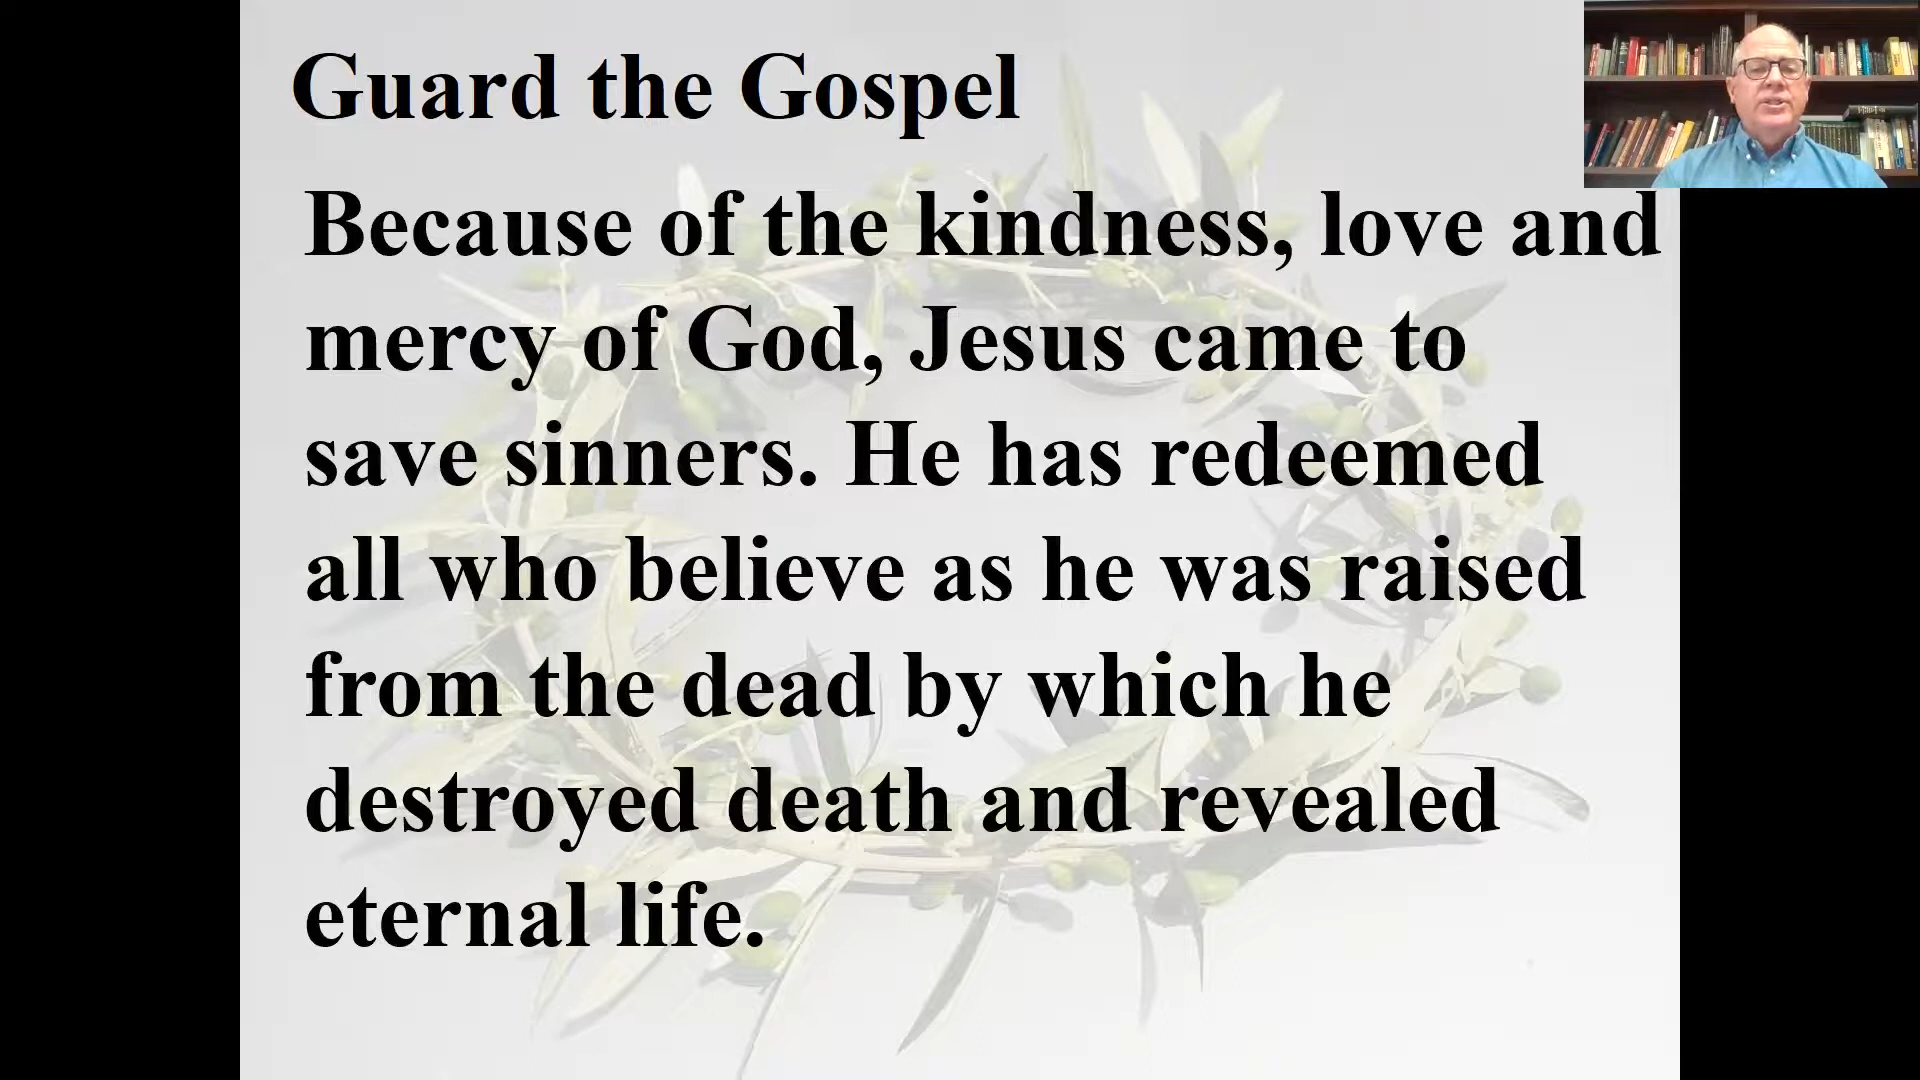 Guard the Gospel
Because of the kindness, love and
mercy of God, Jesus came to
save sinners. He has redeemed
all who believe as he was raised
from the dead by which he
destroyed death and revealed
eternal life.